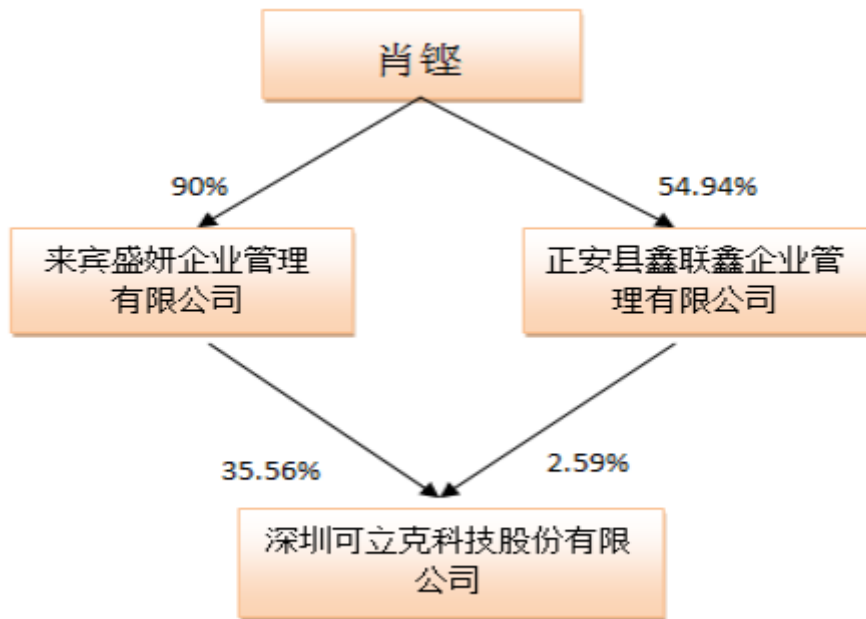 肖铿
90%
54.94%
来宾盛妍企业管理
有限公司
正安县鑫联鑫企业管
理有限公司
35.56%
2.59%
深圳可立克科技股份有限
公司